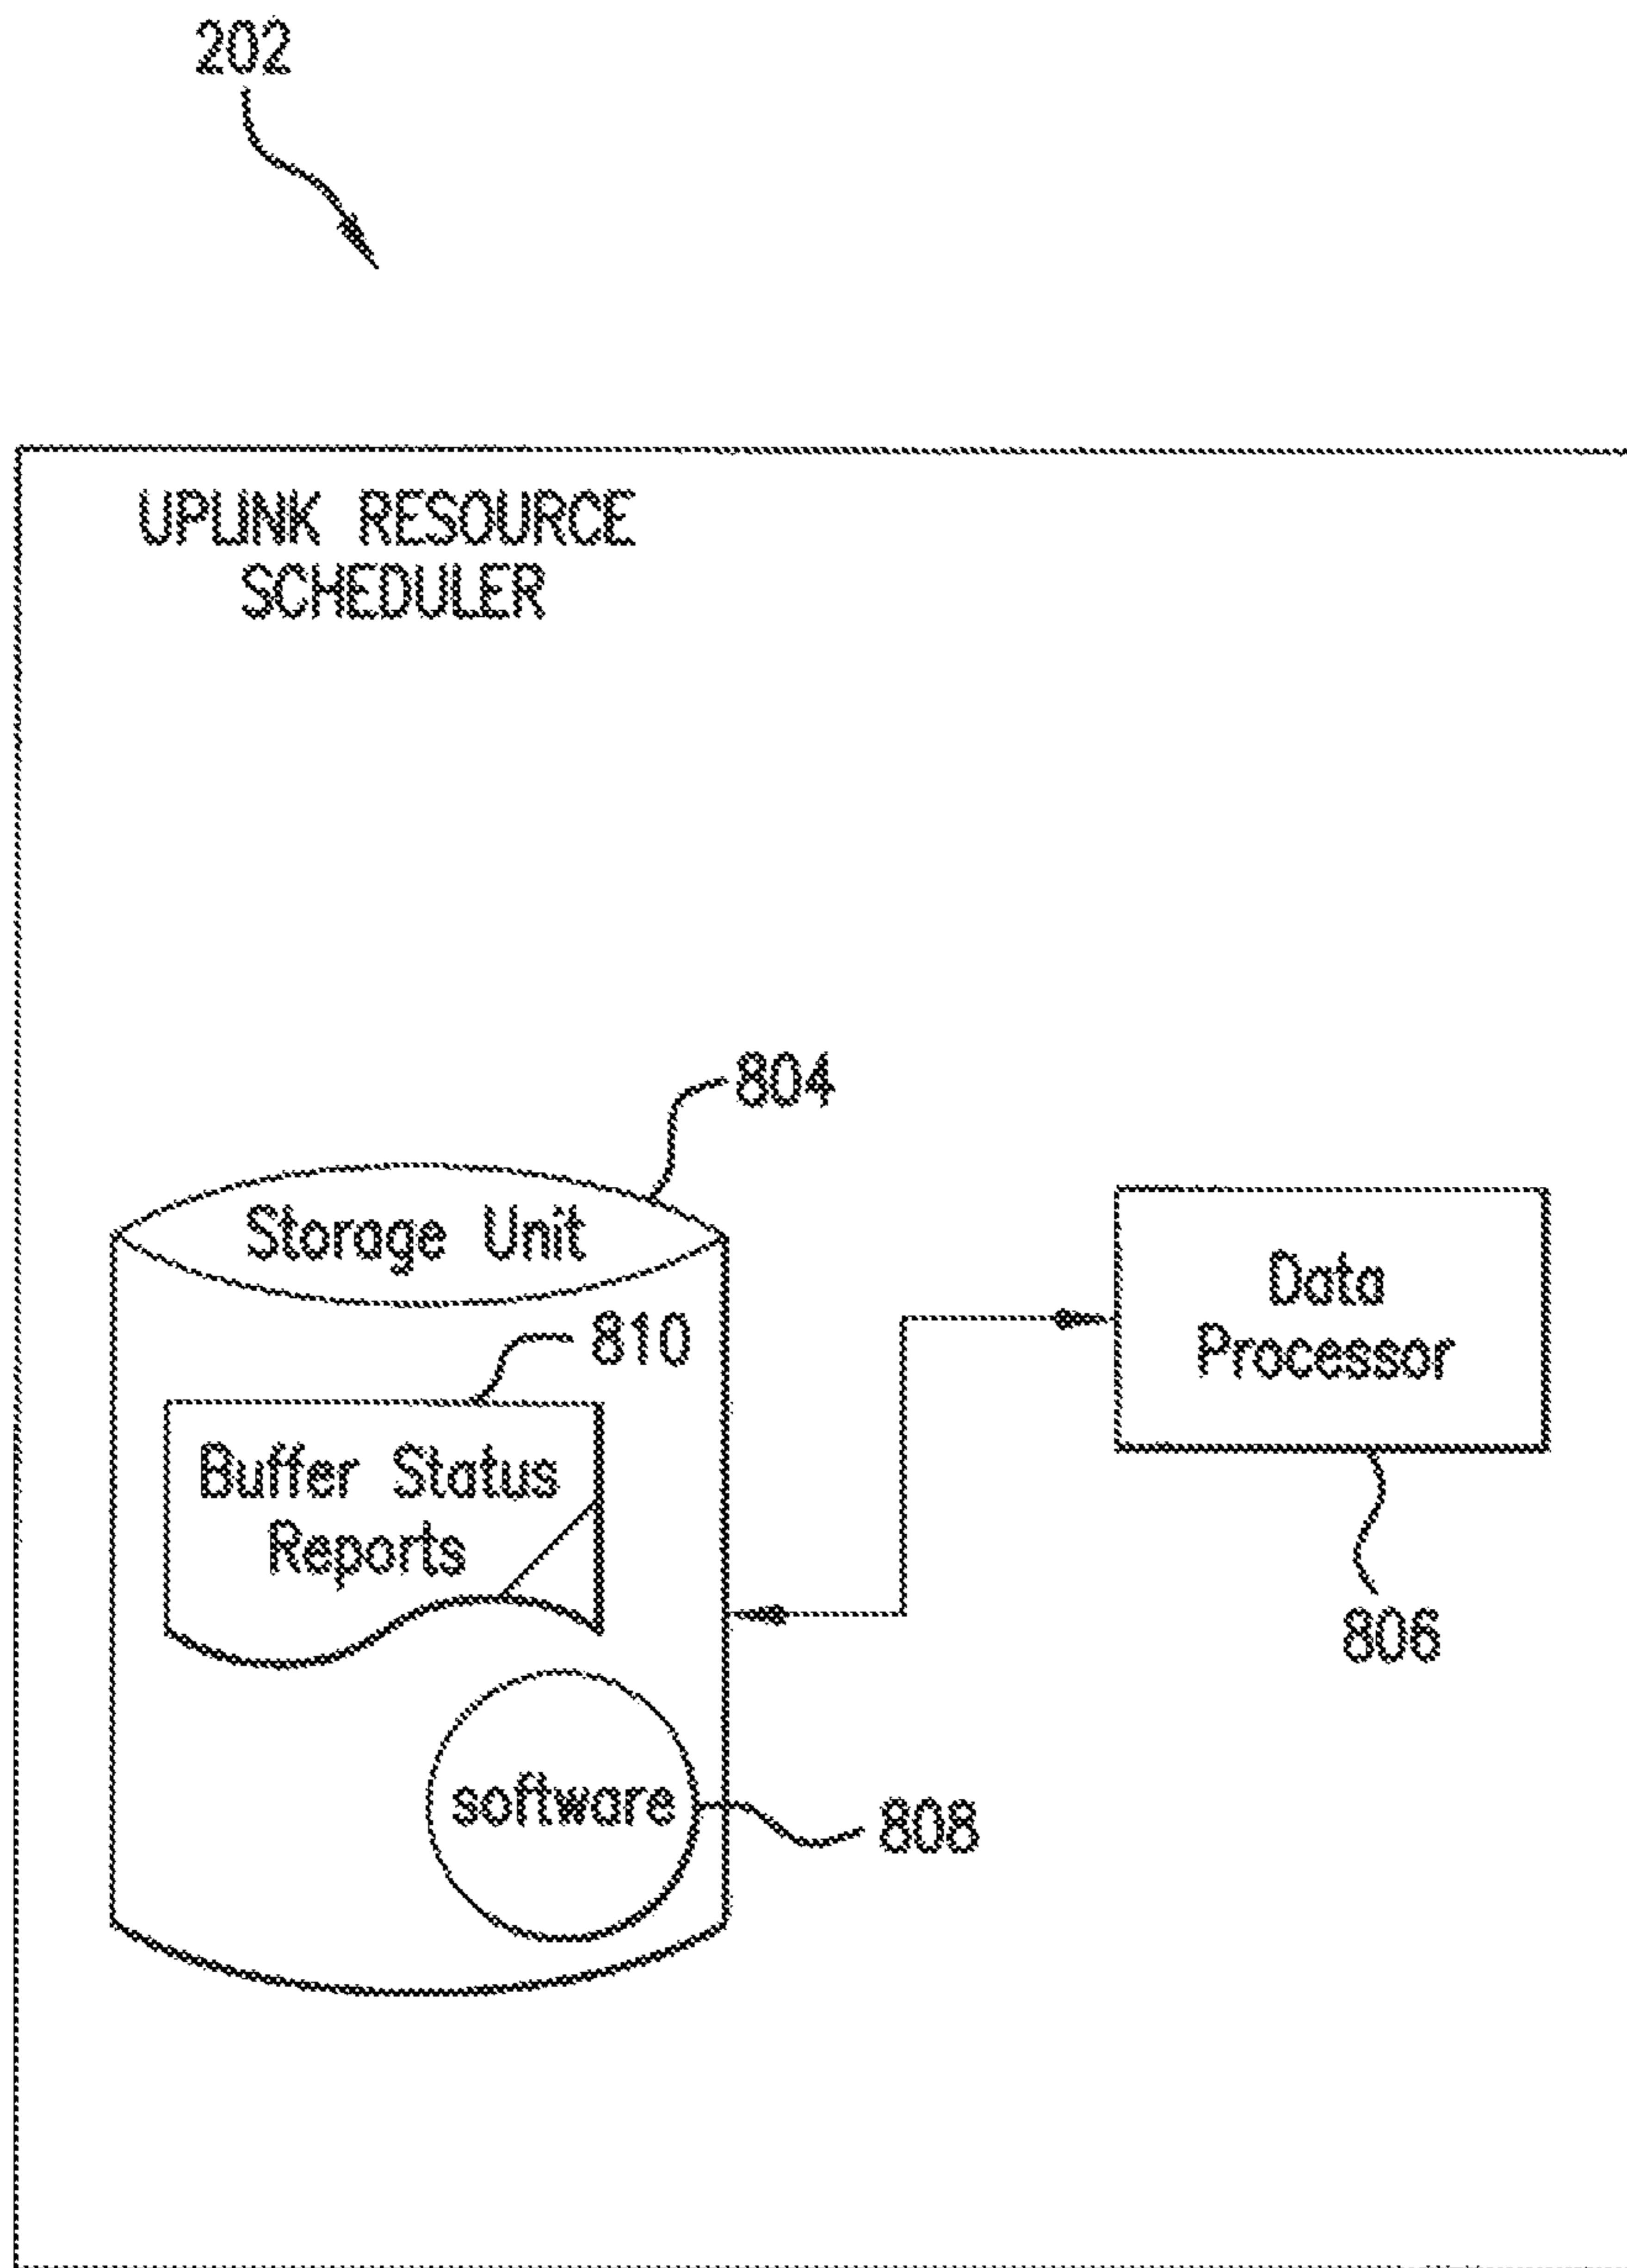 202
UPLINK RESOURCE
SCHEDULER
804
Storage Unit
810
Buffer Status
Reports
Data
Processor
806
software
808